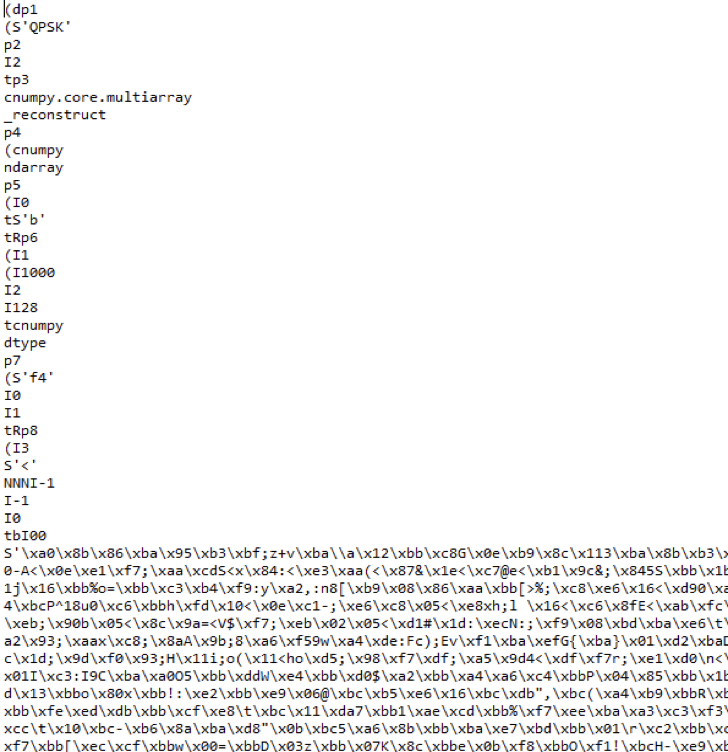 (dp1
(S'QPSK'
p2
I2
tp3
cnumpy.core.multiarray
_reconstruct
p4
(cnumpy
ndarray
p5
(I0
tS'b'
tRp6
(I1
(I1000
I2
I128
tcnumpy
dtype
p7
(S'f4'
I0
I1
tRp8
(I3
S'<'
NNNI-1
I-1
I0
tbI00
S'\xa0\x8b\x86\xba\x95\xb3\xbf;z+v\xba\\a\x12\xbb\xc8G\x0e\xb9\x8c\x113\xba\x8b\xb3\x
0-A<\x0e\xe1\xf7;\xaa\xcdS<x\x84:<\xe3\xaa(<\x87&\x1e<\xc7@e<\xb1\x9c&;\x845S\xbb\x1b
1j\x16\xbb%o=\xbb\xc3\xb4\xf9:y\xa2,:n8[\xb9\x08\x86\xaa\xbb[>%;\xc8\xe6\x16<\xd90\xa
4\xbcP^18u0\xc6\xbbh\xfd\x10<\x0e\xc1-;\xe6\xc8\x05<\xe8xh;l \x16<\xc6\x8fE<\xab\xfc\
\xeb;\x90b\x05<\x8c\x9a=<V$\xf7;\xeb\x02\x05<\xd1#\x1d:\xecN:;\xf9\x08\xbd\xba\xe6\t\
a2\x93;\xaax\xc8;\x8aA\x9b;8\xa6\xf59w\xa4\xde:Fc);Ev\xf1\xba\xefG{\xba}\x01\xd2\xbaD
c\x1d;\x9d\xf0\x93;H\x11i;o(\x11<ho\xd5;\x98\xf7\xdf;\xa5\x9d4<\xdf\xf7r;\xe1\xd0\n<\
x01I\xc3:I9C\xba\xa0O5\xbb\xddW\xe4\xbb\xd0$\xa2\xbb\xa4\xa6\xc4\xbbP\x04\x85\xbb\x1b
d\x13\xbbo\x80x\xbb!:\xe2\xbb\xe9\x06@\xbc\xb5\xe6\x16\xbc\xdb",\xbc(\xa4\xb9\xbbR\xb
xbb\xfe\xed\xdb\xbb\xcf\xe8\t\xbc\x11\xda7\xbb1\xae\xcd\xbb%\xf7\xee\xba\xa3\xc3\xf3\
xcc\t\x10\xbc-\xb6\x8a\xba\xd8"\x0b\xbc5\xa6\x8b\xbb\xba\xe7\xbd\xbb\x01\r\xc2\xbb\xa
xf7\xbb[\xec\xcf\xbbw\x00=\xbbD\x03z\xbb\x07K\x8c\xbbe\x0b\xf8\xbbO\xf1!\xbcH-\xe9\